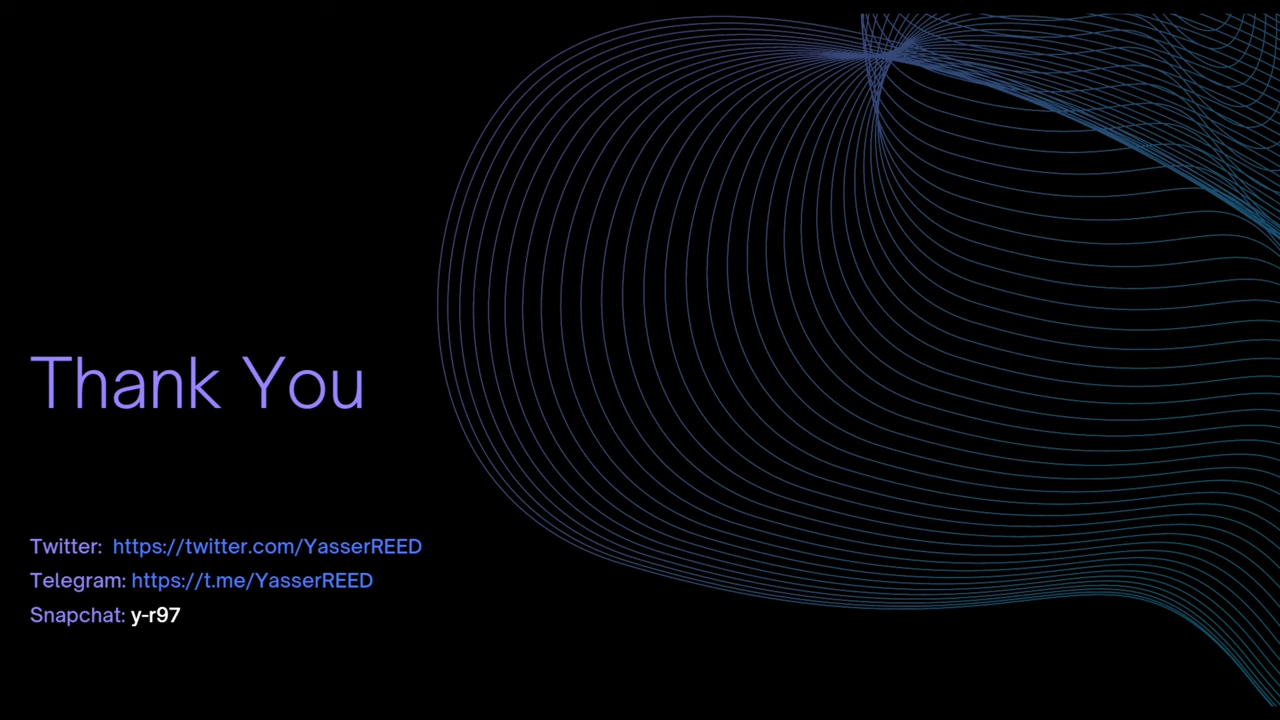 Thank You
Twitter: https://twitter.com/YasserREED
Telegram: https://t.me/YasserREED
Snapchat: y-r97